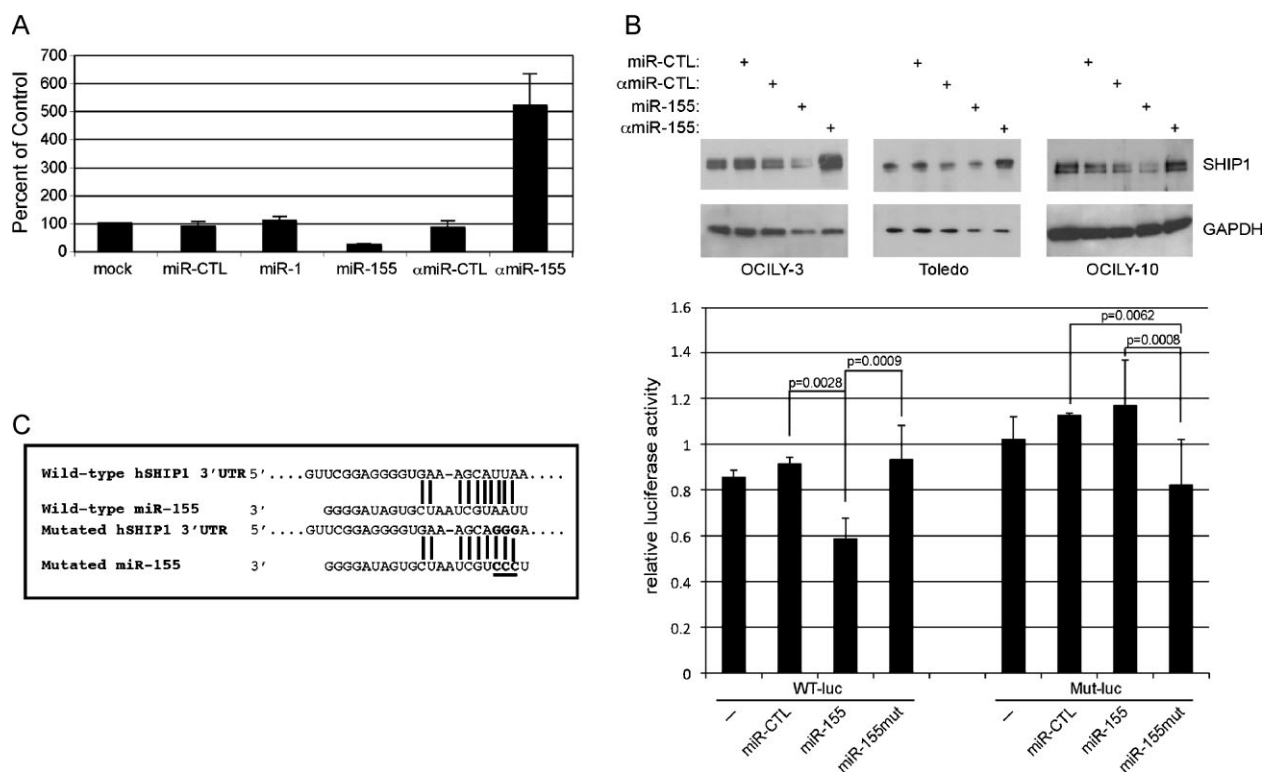 A
700
600
500
400
300
200
100
0
Percent of Control
mock miR-CTL miR-1 miR-155 αmiR-CTL αmiR-155
B
miR-CTL: + + +
αmiR-CTL: + + +
miR-155: + + +
αmiR-155: + + +
SHIP1
GAPDH
OCILY-3 Toledo OCILY-10
C
Wild-type hSHIP1 3'UTR 5'....GUUCGGAGGGGUGAA-AGCAUUAA....
Wild-type miR-155 3' GGGGAUAGUGCUAAUCGUAAUU
Mutated hSHIP1 3'UTR 5'....GUUCGGAGGGGUGAA-AGCAGGGA....
Mutated miR-155 3' GGGGAUAGUGCUAAUCGUCCCU
1.6
1.4
1.2
1
0.8
0.6
0.4
0.2
0
relative luciferase activity
p=0.0028
p=0.0009
p=0.0062
p=0.0008
WT-luc Mut-luc
– miR-CTL miR-155 miR-155mut – miR-CTL miR-155 miR-155mut